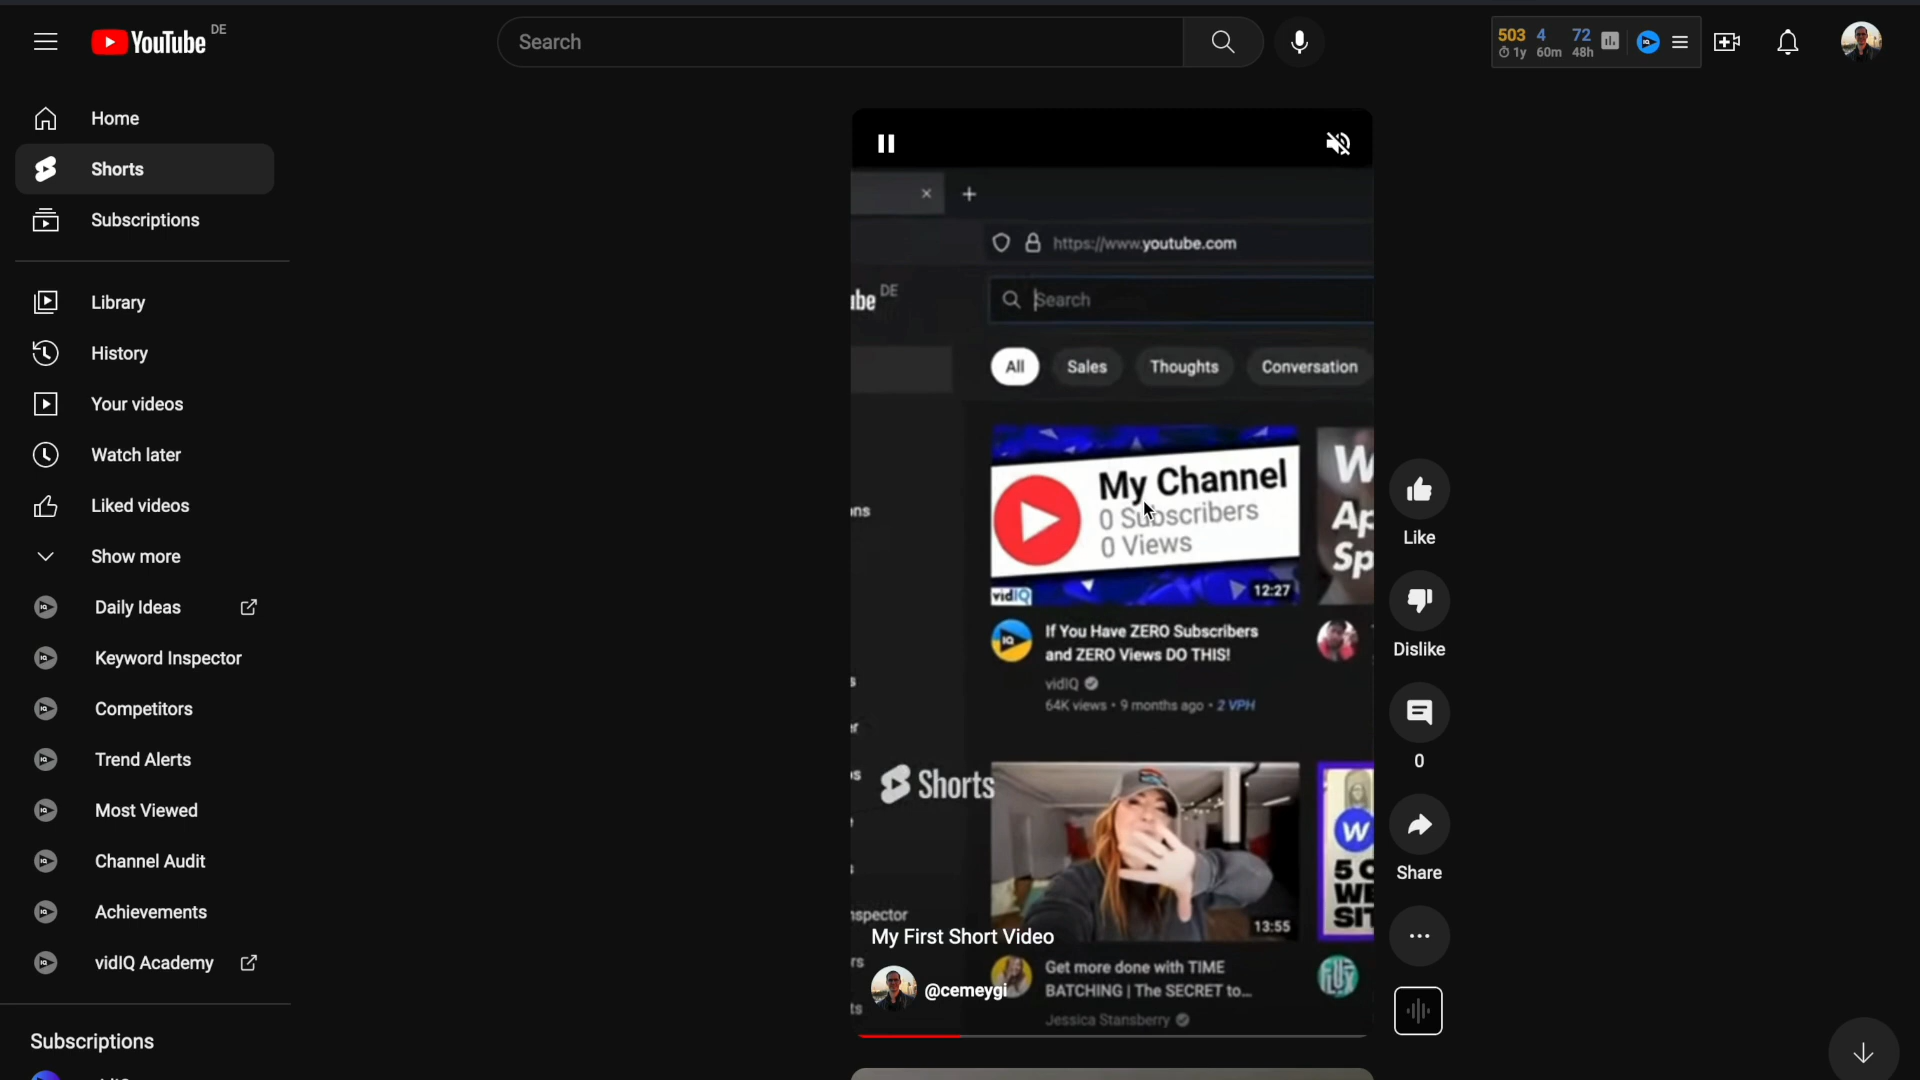 YouTube DE
Search
503 4 72
1y 60m 48h
Home
Shorts
Subscriptions
Library
History
Your videos
Watch later
Liked videos
Show more
Daily Ideas
Keyword Inspector
Competitors
Trend Alerts
Most Viewed
Channel Audit
Achievements
vidIQ Academy
Subscriptions
https://www.youtube.com
ube DE
Search
All Sales Thoughts Conversation
My Channel
0 Subscribers
0 Views
vidIQ
12:27
ons
If You Have ZERO Subscribers
and ZERO Views DO THIS!
vidIQ
64K views • 9 months ago • 2 VPH
Shorts
13:55
W
5 C
WE
SIT
nspector
My First Short Video
@cemeygi
Get more done with TIME
BATCHING | The SECRET to...
Jessica Stansberry
Like
Dislike
0
Share